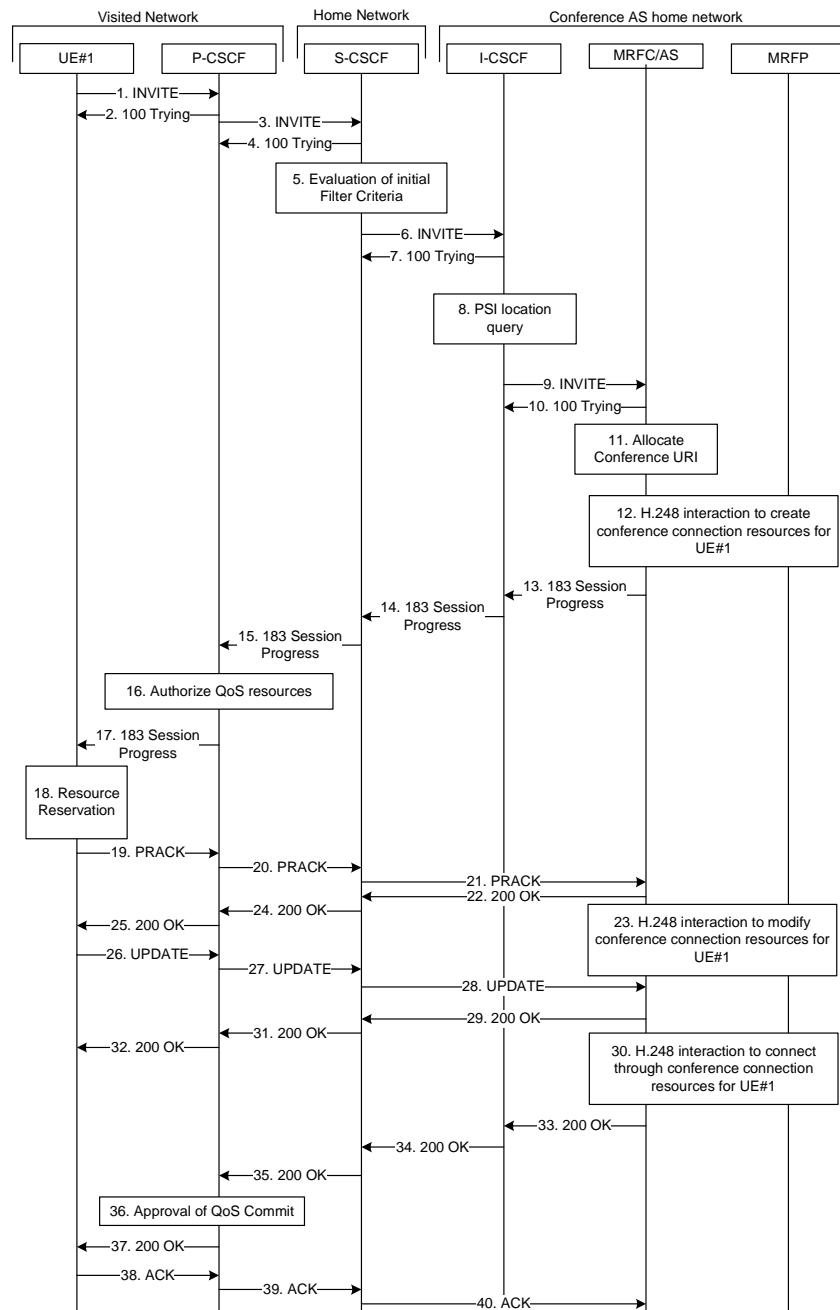 Visited Network
Home Network
Conference AS home network
UE#1
P-CSCF
S-CSCF
I-CSCF
MRFC/AS
MRFP
1. INVITE
2. 100 Trying
3. INVITE
4. 100 Trying
5. Evaluation of initial
Filter Criteria
6. INVITE
7. 100 Trying
8. PSI location
query
9. INVITE
10. 100 Trying
11. Allocate
Conference URI
12. H.248 interaction to create
conference connection resources for
UE#1
13. 183 Session
Progress
14. 183 Session
Progress
15. 183 Session
Progress
16. Authorize QoS resources
17. 183 Session
Progress
18. Resource
Reservation
19. PRACK
20. PRACK
21. PRACK
22. 200 OK
23. H.248 interaction to modify
conference connection resources for
UE#1
24. 200 OK
25. 200 OK
26. UPDATE
27. UPDATE
28. UPDATE
29. 200 OK
30. H.248 interaction to connect
through conference connection
resources for UE#1
31. 200 OK
32. 200 OK
33. 200 OK
34. 200 OK
35. 200 OK
36. Approval of QoS Commit
37. 200 OK
38. ACK
39. ACK
40. ACK